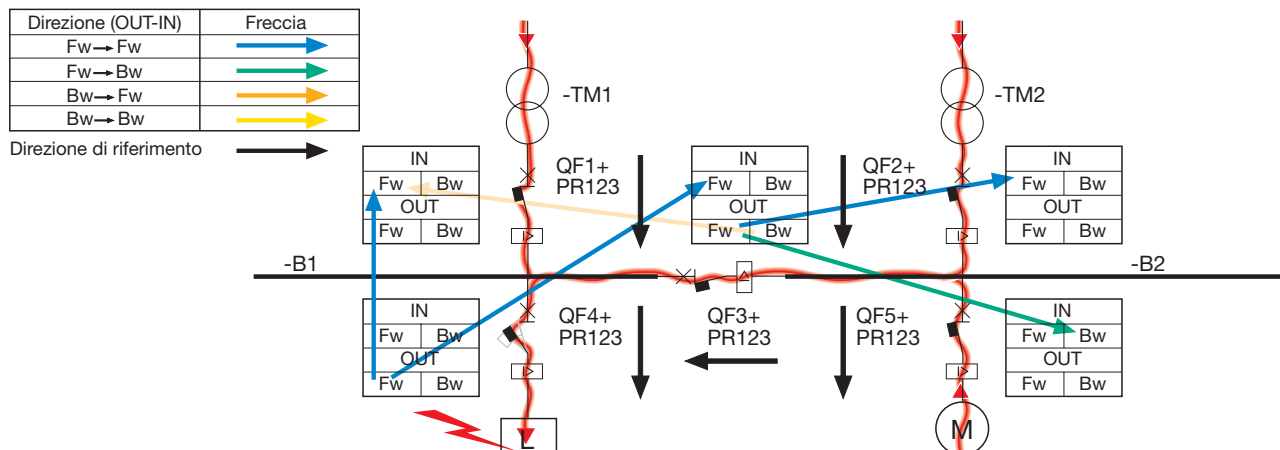 Direzione (OUT-IN) Freccia
Fw → Fw
Fw → Bw
Bw → Fw
Bw → Bw
Direzione di riferimento
-TM1
-TM2
IN
Fw Bw
OUT
Fw Bw
QF1+
PR123
IN
Fw Bw
OUT
Fw Bw
QF2+
PR123
IN
Fw Bw
OUT
Fw Bw
-B1
-B2
IN
Fw Bw
OUT
Fw Bw
QF4+
PR123
QF3+
PR123
QF5+
PR123
IN
Fw Bw
OUT
Fw Bw
L
M